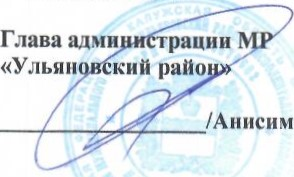 Глава администрации МР
«Ульяновский район»
/Анисим